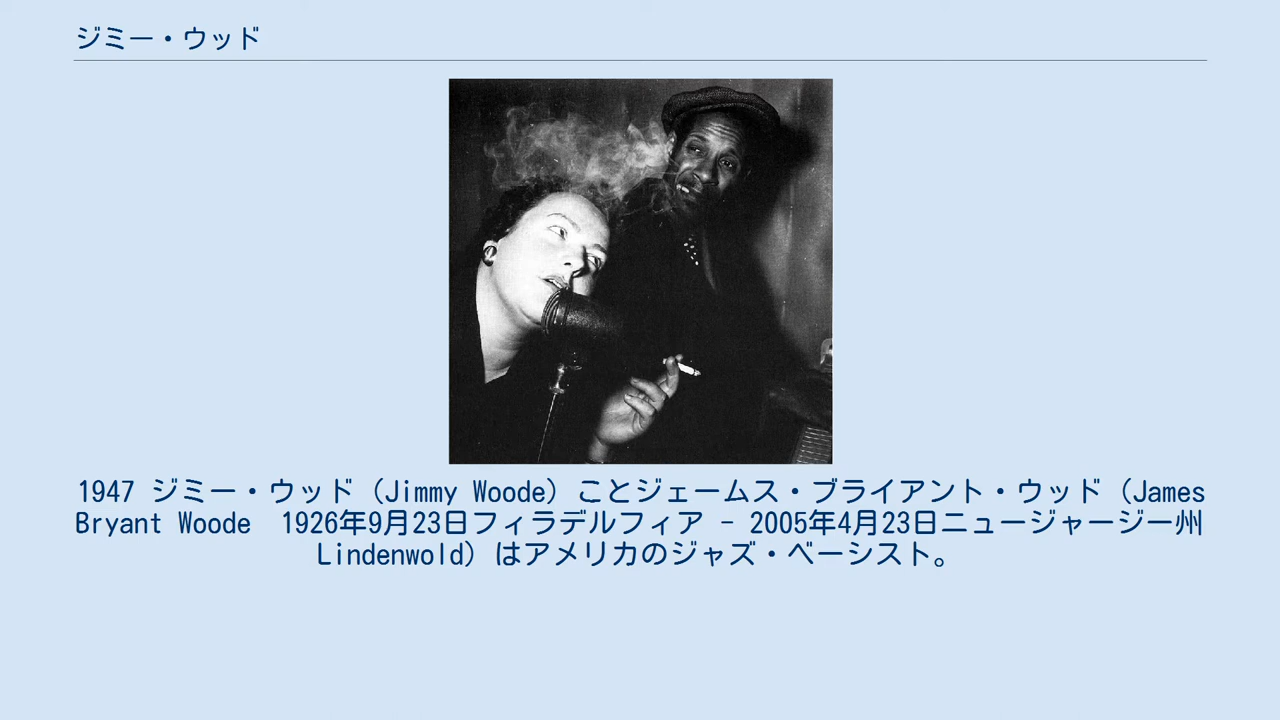 ジミー・ウッド
1947 ジミー・ウッド（Jimmy Woode）ことジェームス・ブライアント・ウッド（James
Bryant Woode　1926年9月23日フィラデルフィア - 2005年4月23日ニュージャージー州
Lindenwold）はアメリカのジャズ・ベーシスト。